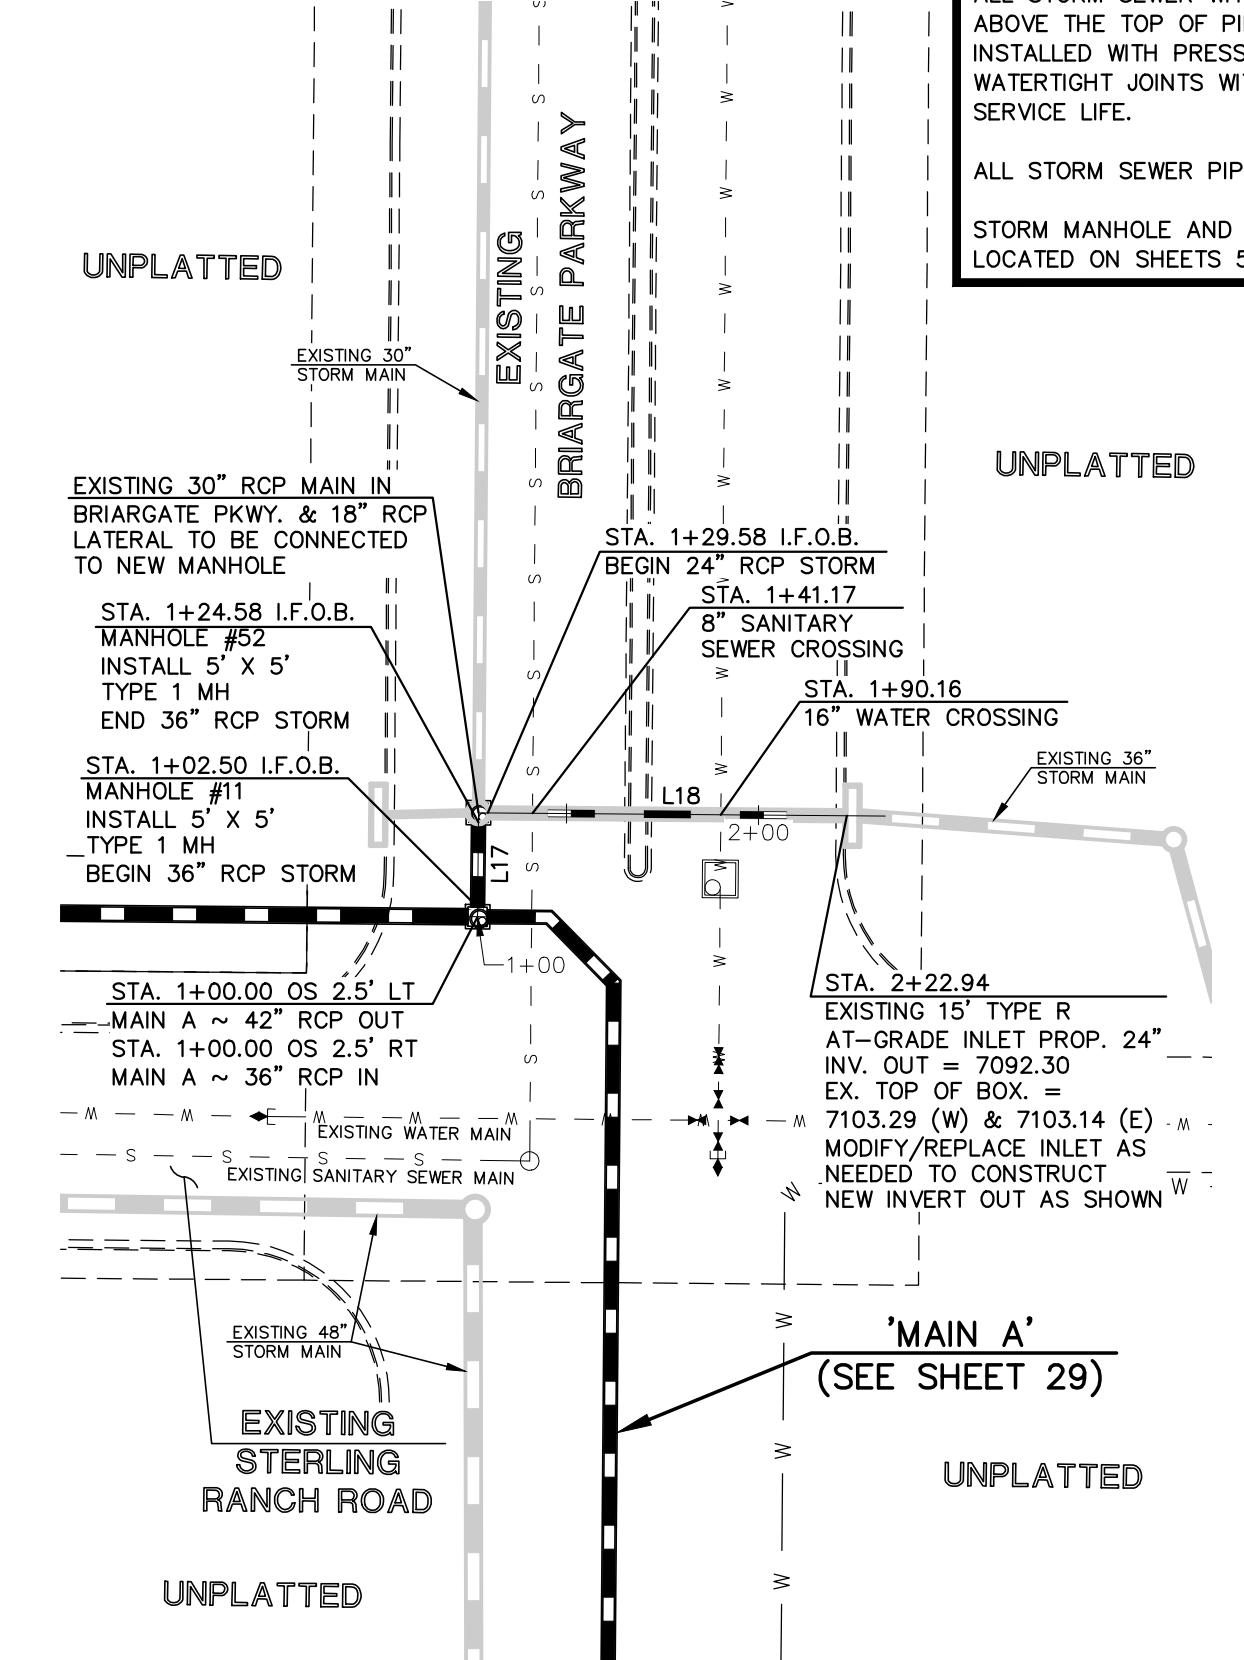 ABOVE THE TOP OF
INSTALLED WITH
WATERTIGHT JOINTS
SERVICE LIFE.
ALL STORM SEWER
STORM MANHOLE AND
LOCATED ON SHEETS
UNPLATTED
EXISTING
BRIARGATE PARKWAY
EXISTING 30"
STORM MAIN
UNPLATTED
EXISTING 30" RCP MAIN IN
BRIARGATE PKWY. & 18" RCP
LATERAL TO BE CONNECTED
TO NEW MANHOLE
STA. 1+29.58 I.F.O.B.
BEGIN 24" RCP STORM
STA. 1+41.17
8" SANITARY
SEWER CROSSING
STA. 1+24.58 I.F.O.B.
MANHOLE #52
INSTALL 5' X 5'
TYPE 1 MH
END 36" RCP STORM
STA. 1+90.16
16" WATER CROSSING
STA. 1+02.50 I.F.O.B.
MANHOLE #11
INSTALL 5' X 5'
TYPE 1 MH
BEGIN 36" RCP STORM
EXISTING 36"
STORM MAIN
L18
2+00
L17
1+00
STA. 1+00.00 OS 2.5' LT
MAIN A ~ 42" RCP OUT
STA. 1+00.00 OS 2.5' RT
MAIN A ~ 36" RCP IN
STA. 2+22.94
EXISTING 15' TYPE R
AT-GRADE INLET PROP. 24"
INV. OUT = 7092.30
EX. TOP OF BOX. =
7103.29 (W) & 7103.14 (E)
MODIFY/REPLACE INLET AS
NEEDED TO CONSTRUCT
NEW INVERT OUT AS SHOWN
EXISTING WATER MAIN
EXISTING SANITARY SEWER MAIN
EXISTING 48"
STORM MAIN
'MAIN A'
(SEE SHEET 29)
EXISTING
STERLING
RANCH ROAD
UNPLATTED
UNPLATTED